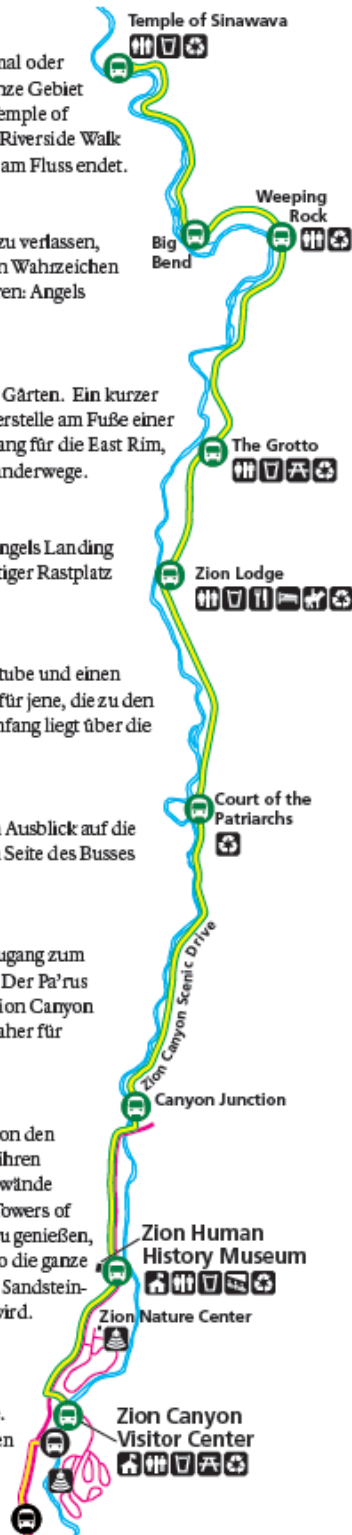 Temple of Sinawava
nal oder
nze Gebiet
emple of
Riverside Walk
am Fluss endet.
Weeping
Rock
zu verlassen,
n Wahrzeichen
ren: Angels
Big
Bend
Gärten. Ein kurzer
erstelle am Fuße einer
ang für die East Rim,
anderwege.
The Grotto
ngels Landing
tiger Rastplatz
Zion Lodge
tube und einen
für jene, die zu den
nfang liegt über die
Court of the
Patriarchs
Ausblick auf die
Seite des Busses
Zion Canyon Scenic Drive
ugang zum
Der Pa'rus
ion Canyon
aher für
Canyon Junction
on den
ihren
wände
Towers of
zu genießen,
o die ganze
Sandstein-
wird.
Zion Human
History Museum
Zion Nature Center
en
Zion Canyon
Visitor Center